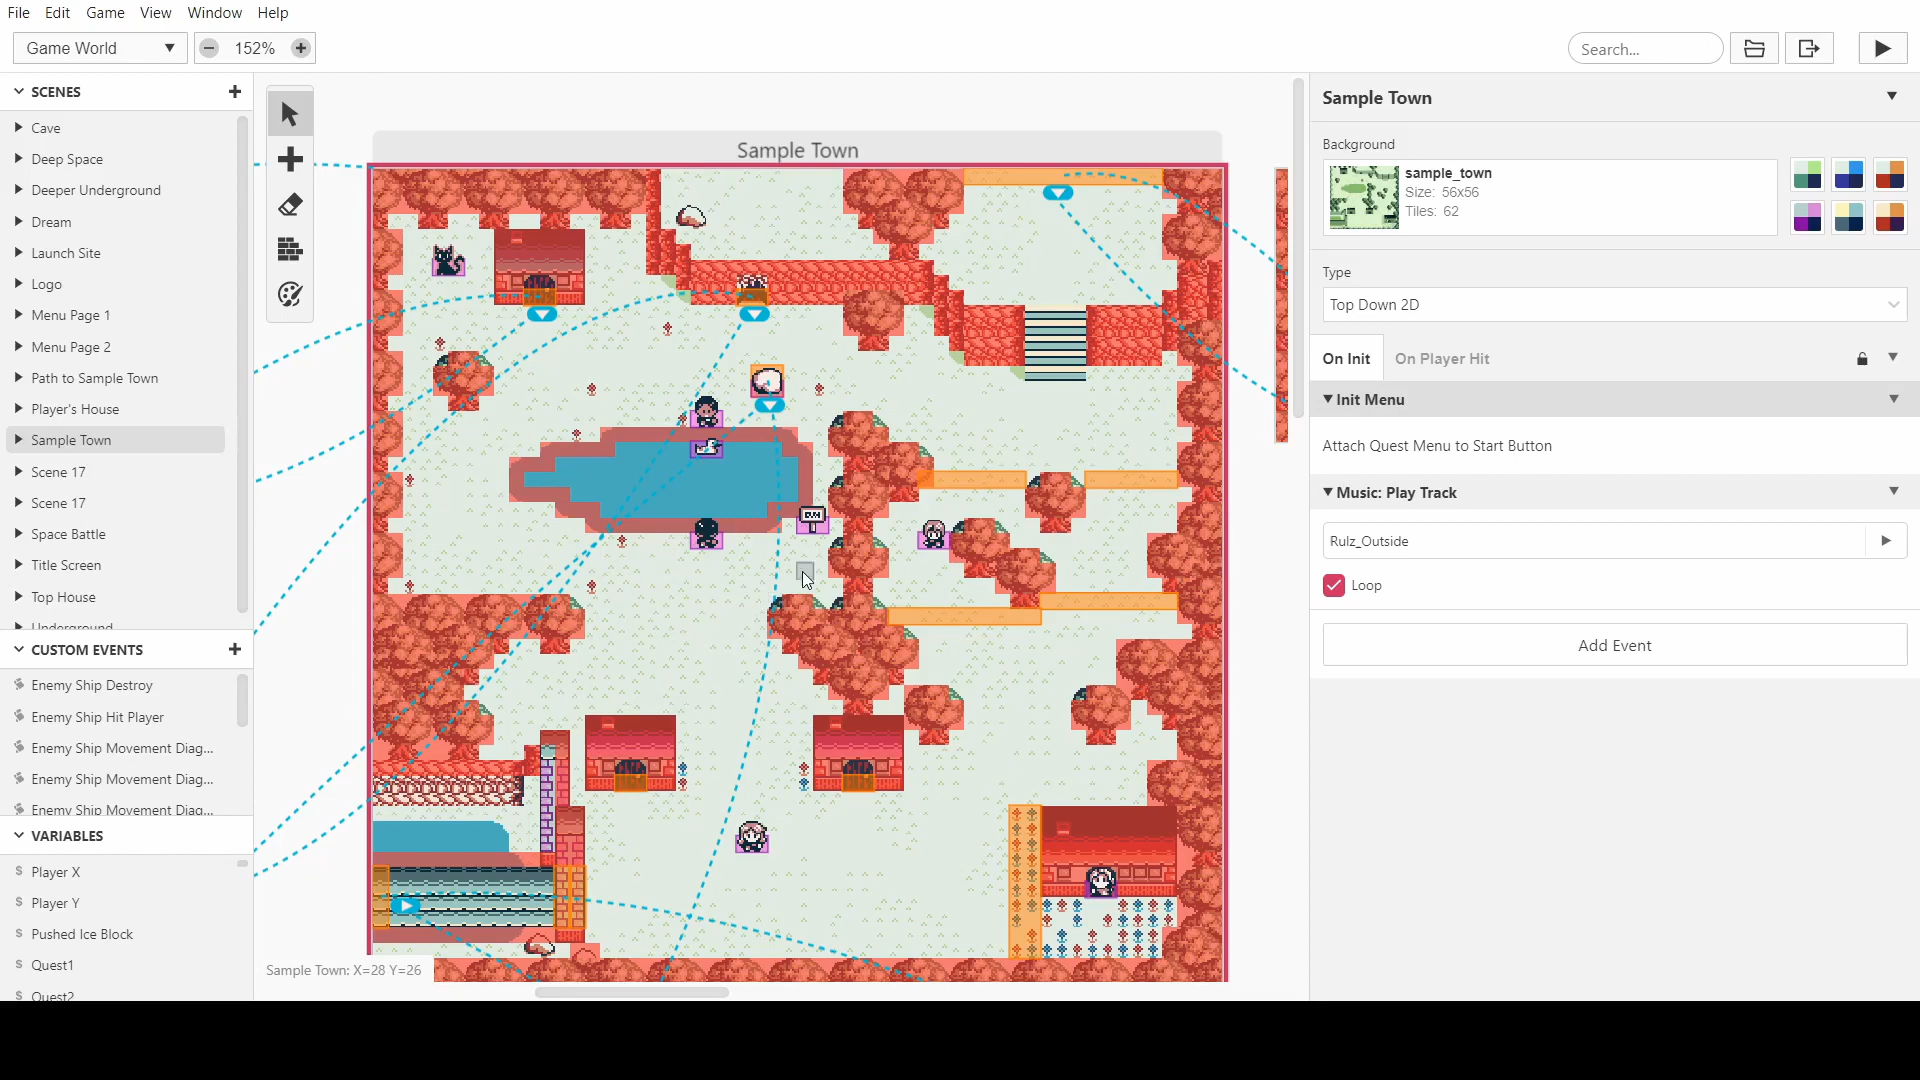 File Edit Game View Window Help
Game World 152% Search...
SCENES
Cave
Deep Space
Deeper Underground
Dream
Launch Site
Logo
Menu Page 1
Menu Page 2
Path to Sample Town
Player's House
Sample Town
Scene 17
Scene 17
Space Battle
Title Screen
Top House
Underground
CUSTOM EVENTS
Enemy Ship Destroy
Enemy Ship Hit Player
Enemy Ship Movement Diag...
Enemy Ship Movement Diag...
Enemy Ship Movement Diag...
VARIABLES
Player X
Player Y
Pushed Ice Block
Quest1
Quest2
Sample Town
Sample Town: X=28 Y=26
Sample Town
Background
sample_town
Size: 56x56
Tiles: 62
Type
Top Down 2D
On Init On Player Hit
Init Menu
Attach Quest Menu to Start Button
Music: Play Track
Rulz_Outside
Loop
Add Event